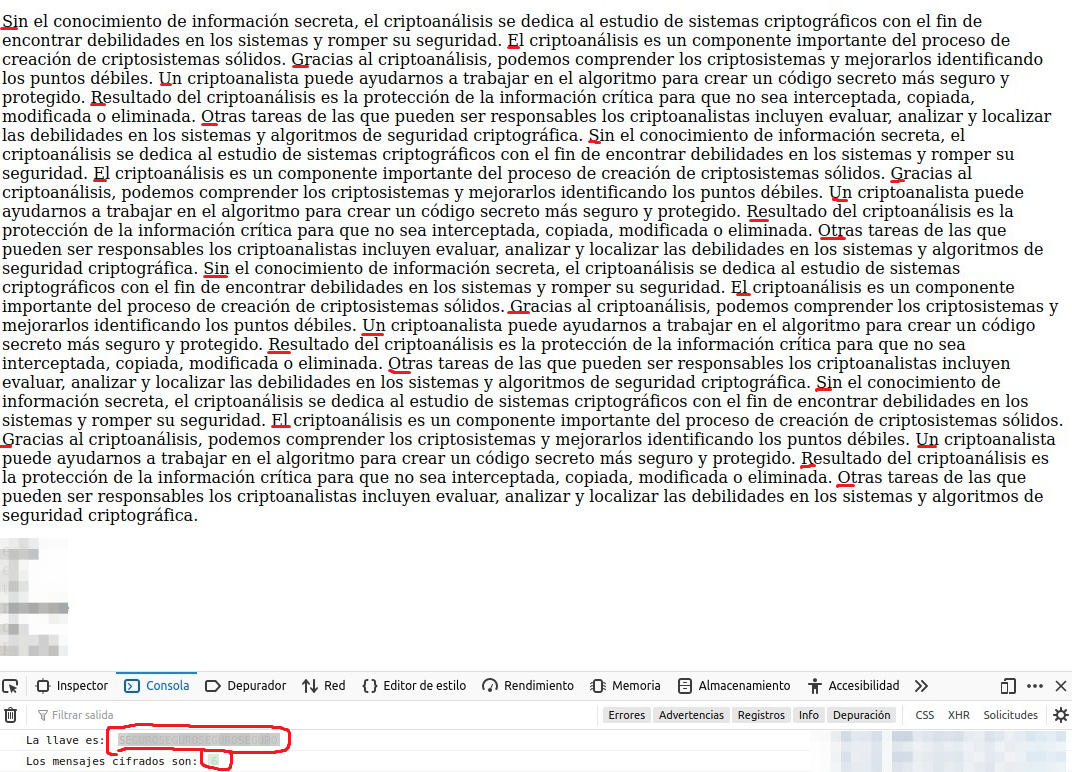 Sin el conocimiento de información secreta, el criptoanálisis se dedica al estudio de sistemas criptográficos con el fin de
encontrar debilidades en los sistemas y romper su seguridad. El criptoanálisis es un componente importante del proceso de
creación de criptosistemas sólidos. Gracias al criptoanálisis, podemos comprender los criptosistemas y mejorarlos identificando
los puntos débiles. Un criptoanalista puede ayudarnos a trabajar en el algoritmo para crear un código secreto más seguro y
protegido. Resultado del criptoanálisis es la protección de la información crítica para que no sea interceptada, copiada,
modificada o eliminada. Otras tareas de las que pueden ser responsables los criptoanalistas incluyen evaluar, analizar y localizar
las debilidades en los sistemas y algoritmos de seguridad criptográfica. Sin el conocimiento de información secreta, el
criptoanálisis se dedica al estudio de sistemas criptográficos con el fin de encontrar debilidades en los sistemas y romper su
seguridad. El criptoanálisis es un componente importante del proceso de creación de criptosistemas sólidos. Gracias al
criptoanálisis, podemos comprender los criptosistemas y mejorarlos identificando los puntos débiles. Un criptoanalista puede
ayudarnos a trabajar en el algoritmo para crear un código secreto más seguro y protegido. Resultado del criptoanálisis es la
protección de la información crítica para que no sea interceptada, copiada, modificada o eliminada. Otras tareas de las que
pueden ser responsables los criptoanalistas incluyen evaluar, analizar y localizar las debilidades en los sistemas y algoritmos de
seguridad criptográfica. Sin el conocimiento de información secreta, el criptoanálisis se dedica al estudio de sistemas
criptográficos con el fin de encontrar debilidades en los sistemas y romper su seguridad. El criptoanálisis es un componente
importante del proceso de creación de criptosistemas sólidos. Gracias al criptoanálisis, podemos comprender los criptosistemas y
mejorarlos identificando los puntos débiles. Un criptoanalista puede ayudarnos a trabajar en el algoritmo para crear un código
secreto más seguro y protegido. Resultado del criptoanálisis es la protección de la información crítica para que no sea
interceptada, copiada, modificada o eliminada. Otras tareas de las que pueden ser responsables los criptoanalistas incluyen
evaluar, analizar y localizar las debilidades en los sistemas y algoritmos de seguridad criptográfica. Sin el conocimiento de
información secreta, el criptoanálisis se dedica al estudio de sistemas criptográficos con el fin de encontrar debilidades en los
sistemas y romper su seguridad. El criptoanálisis es un componente importante del proceso de creación de criptosistemas sólidos.
Gracias al criptoanálisis, podemos comprender los criptosistemas y mejorarlos identificando los puntos débiles. Un criptoanalista
puede ayudarnos a trabajar en el algoritmo para crear un código secreto más seguro y protegido. Resultado del criptoanálisis es
la protección de la información crítica para que no sea interceptada, copiada, modificada o eliminada. Otras tareas de las que
pueden ser responsables los criptoanalistas incluyen evaluar, analizar y localizar las debilidades en los sistemas y algoritmos de
seguridad criptográfica.
Inspector Consola Depurador Red Editor de estilo Rendimiento Memoria Almacenamiento Accesibilidad
Filtrar salida Errores Advertencias Registros Info Depuración CSS XHR Solicitudes
La llave es:
Los mensajes cifrados son: